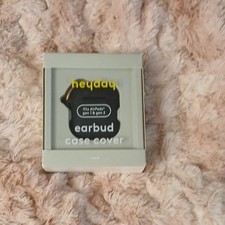 heyday
fits AirPods®
gen 1 & gen 2
earbud
case cover